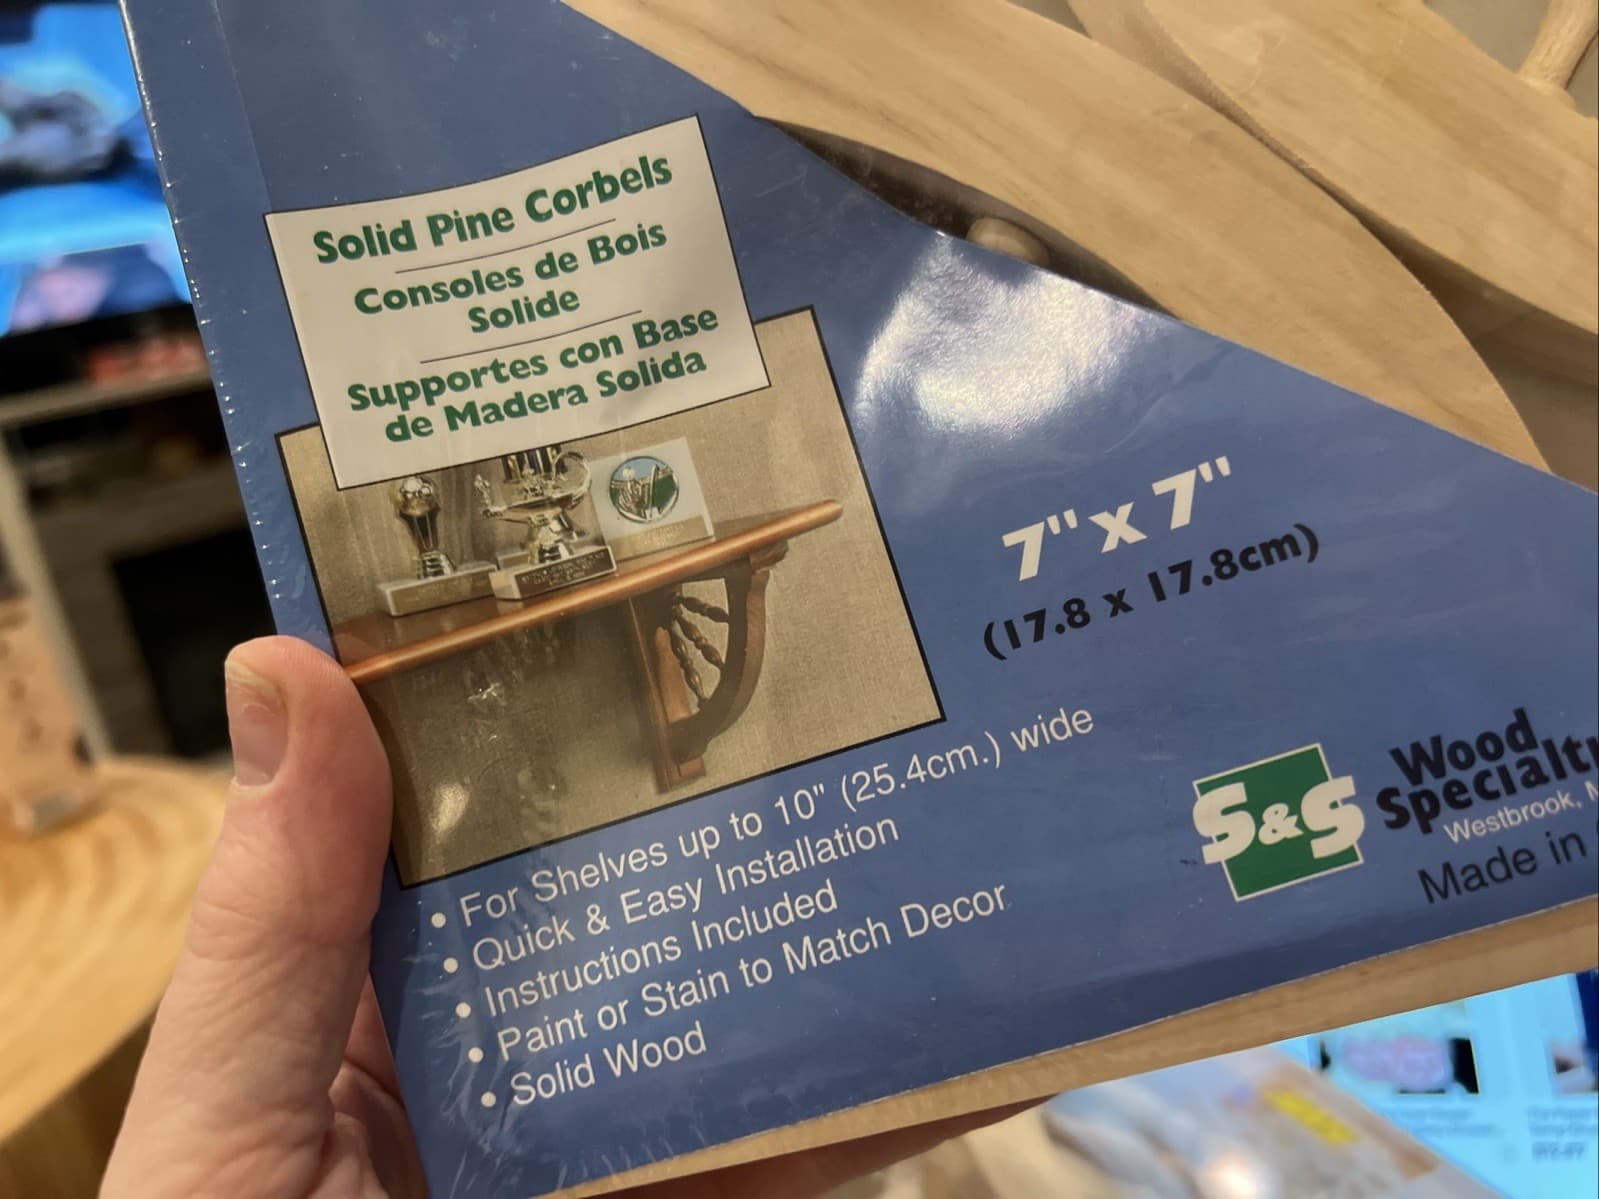 Solid Pine Corbels
Consoles de Bois
Solide
Supportes con Base
de Madera Solida
7" x 7"
(17.8 x 17.8cm)
• For Shelves up to 10" (25.4cm.) wide
• Quick & Easy Installation
• Instructions Included
• Paint or Stain to Match Decor
• Solid Wood
S&S
Wood
Specialt
Westbrook,
Made in